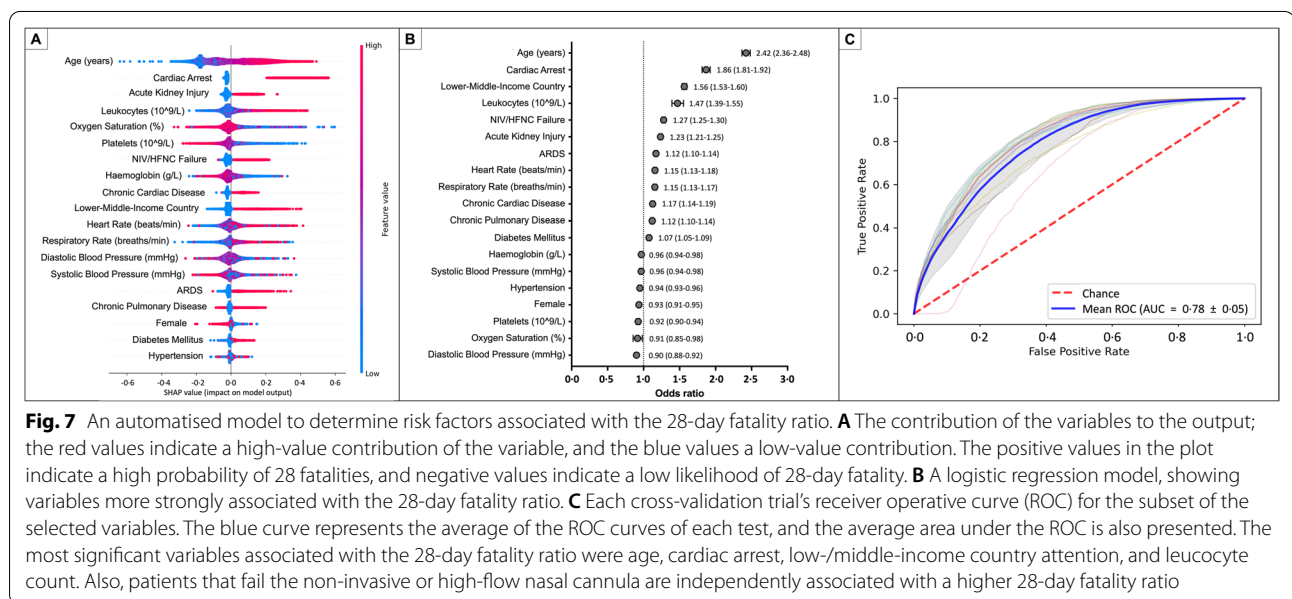 A
Age (years)
Cardiac Arrest
Acute Kidney Injury
Leukocytes (10^9/L)
Oxygen Saturation (%)
Platelets (10^9/L)
NIV/HFNC Failure
Haemoglobin (g/L)
Chronic Cardiac Disease
Lower-Middle-Income Country
Heart Rate (beats/min)
Respiratory Rate (breaths/min)
Diastolic Blood Pressure (mmHg)
Systolic Blood Pressure (mmHg)
ARDS
Chronic Pulmonary Disease
Female
Diabetes Mellitus
Hypertension
-0·6 -0·4 -0·2 0·0 0·2 0·4 0·6
SHAP value (impact on model output)
High
Feature value
Low
B
Age (years) 2.42 (2.36-2.48)
Cardiac Arrest 1.86 (1.81-1.92)
Lower-Middle-Income Country 1.56 (1.53-1.60)
Leukocytes (10^9/L) 1.47 (1.39-1.55)
NIV/HFNC Failure 1.27 (1.25-1.30)
Acute Kidney Injury 1.23 (1.21-1.25)
ARDS 1.12 (1.10-1.14)
Heart Rate (beats/min) 1.15 (1.13-1.18)
Respiratory Rate (breaths/min) 1.15 (1.13-1.17)
Chronic Cardiac Disease 1.17 (1.14-1.19)
Chronic Pulmonary Disease 1.12 (1.10-1.14)
Diabetes Mellitus 1.07 (1.05-1.09)
Haemoglobin (g/L) 0.96 (0.94-0.98)
Systolic Blood Pressure (mmHg) 0.96 (0.94-0.98)
Hypertension 0.94 (0.93-0.96)
Female 0.93 (0.91-0.95)
Platelets (10^9/L) 0.92 (0.90-0.94)
Oxygen Saturation (%) 0.91 (0.85-0.98)
Diastolic Blood Pressure (mmHg) 0.90 (0.88-0.92)
0·0 0·5 1·0 1·5 2·0 2·5 3·0
Odds ratio
C
True Positive Rate
1·0
0·8
0·6
0·4
0·2
0·0
Chance
Mean ROC (AUC = 0·78 ± 0·05)
0·0 0·2 0·4 0·6 0·8 1·0
False Positive Rate
Fig. 7 An automatised model to determine risk factors associated with the 28-day fatality ratio. A The contribution of the variables to the output;
the red values indicate a high-value contribution of the variable, and the blue values a low-value contribution. The positive values in the plot
indicate a high probability of 28 fatalities, and negative values indicate a low likelihood of 28-day fatality. B A logistic regression model, showing
variables more strongly associated with the 28-day fatality ratio. C Each cross-validation trial's receiver operative curve (ROC) for the subset of the
selected variables. The blue curve represents the average of the ROC curves of each test, and the average area under the ROC is also presented. The
most significant variables associated with the 28-day fatality ratio were age, cardiac arrest, low-/middle-income country attention, and leucocyte
count. Also, patients that fail the non-invasive or high-flow nasal cannula are independently associated with a higher 28-day fatality ratio